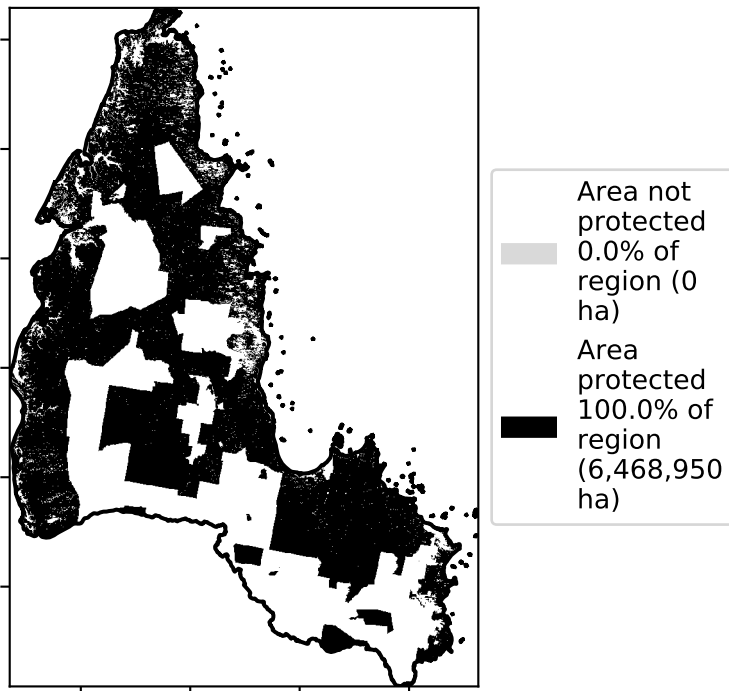 Area not
protected
0.0% of
region (0
ha)
Area
protected
100.0% of
region
(6,468,950
ha)